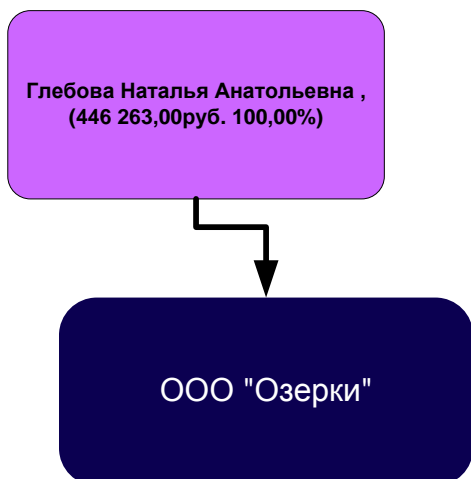 Глебова Наталья Анатольевна ,
(446 263,00руб. 100,00%)
ООО "Озерки"